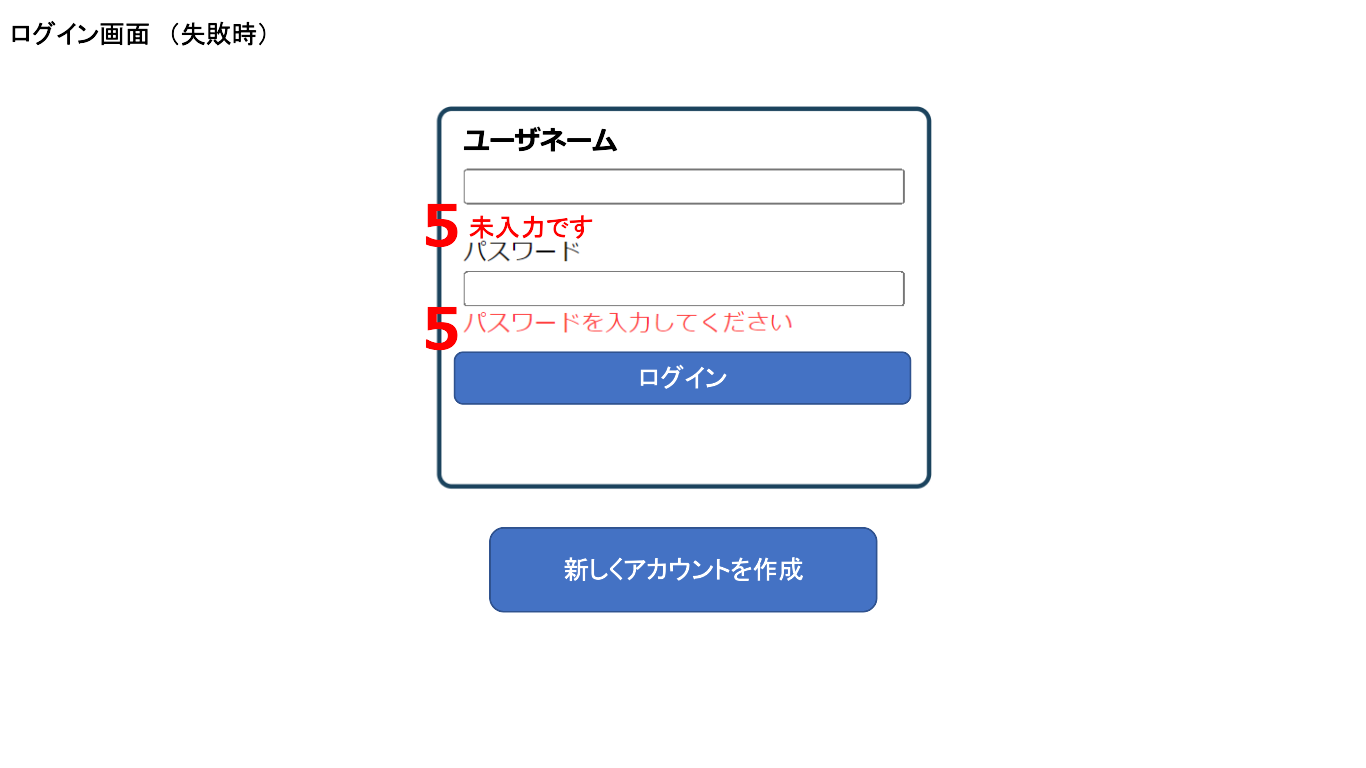 ログイン画面 （失敗時）
ユーザネーム
5 未入力です
パスワード
5 パスワードを入力してください
ログイン
新しくアカウントを作成